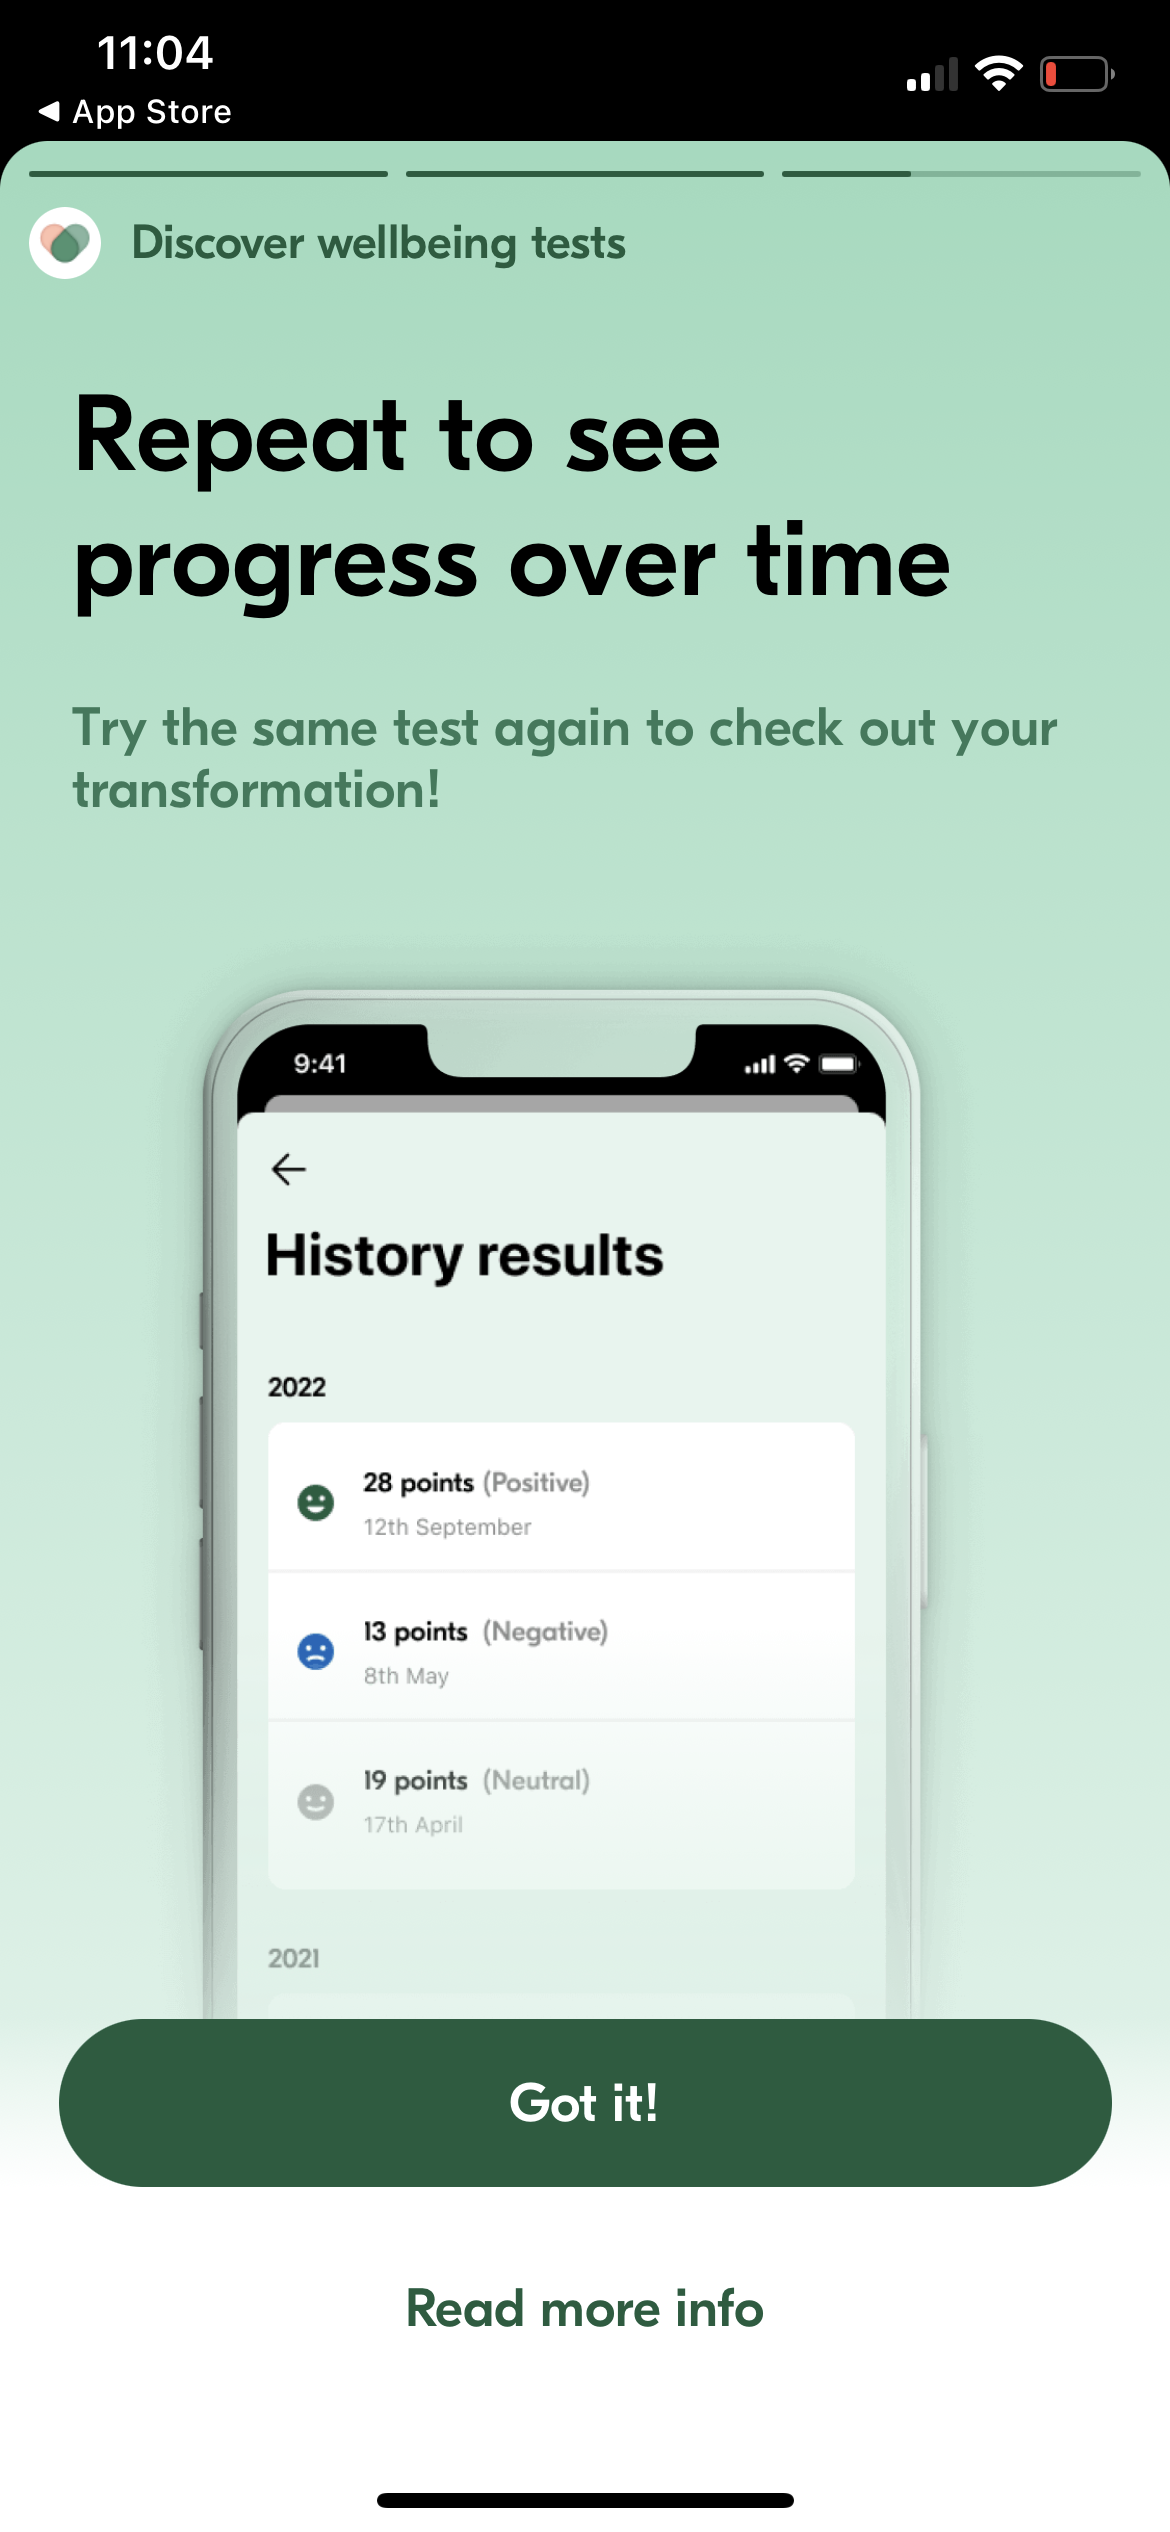 11:04
App Store
Discover wellbeing tests
Repeat to see
progress over time
Try the same test again to check out your
transformation!
9:41
History results
2022
28 points (Positive)
12th September
13 points (Negative)
8th May
19 points (Neutral)
17th April
2021
Got it!
Read more info